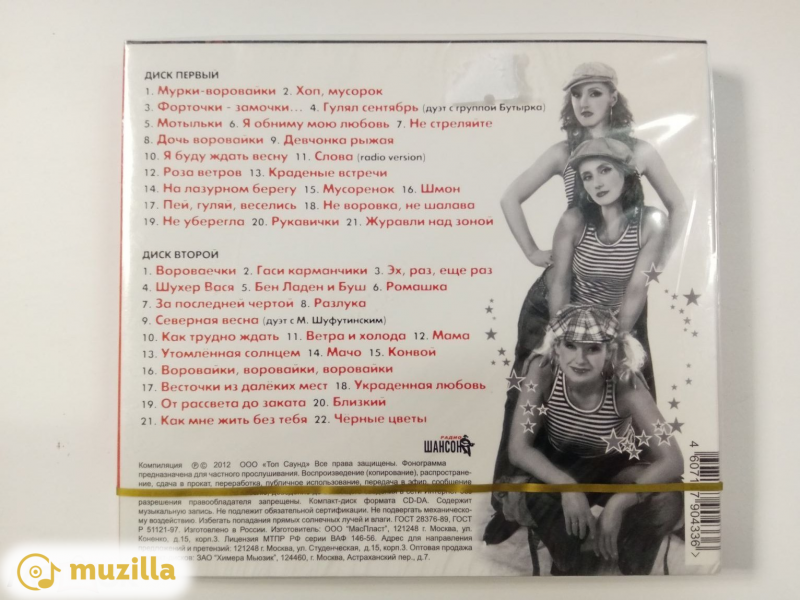 ДИСК ПЕРВЫЙ
1. Мурки-воровайки 2. Хоп, мусорок
3. Форточки - замочки... 4. Гулял сентябрь (дуэт с группой Бутырка)
5. Мотыльки 6. Я обниму мою любовь 7. Не стреляйте
8. Дочь воровайки 9. Девчонка рыжая
10. Я буду ждать весну 11. Слова (radio version)
12. Роза ветров 13. Краденые встречи
14. На лазурном берегу 15. Мусоренок 16. Шмон
17. Пей, гуляй, веселись 18. Не воровка, не шалава
19. Не уберегла 20. Рукавички 21. Журавли над зоной
ДИСК ВТОРОЙ
1. Вороваечки 2. Гаси карманчики 3. Эх, раз, еще раз
4. Шухер Вася 5. Бен Ладен и Буш 6. Ромашка
7. За последней чертой 8. Разлука
9. Северная весна (дуэт с М. Шуфутинским)
10. Как трудно ждать 11. Ветра и холода 12. Мама
13. Утомленная солнцем 14. Мачо 15. Конвой
16. Воровайки, воровайки, воровайки
17. Весточки из далёких мест 18. Украденная любовь
19. От рассвета до заката 20. Близкий
21. Как мне жить без тебя 22. Черные цветы
РАДИО
ШАНСОН
Компиляция ℗© 2012 ООО «Топ Саунд» Все права защищены. Фонограмма
предназначена для частного прослушивания. Воспроизведение (копирование), распростране-
ние, сдача в прокат, переработка, публичное использование, передача в эфир, сообщение
разрешения правообладателя запрещены. Компакт-диск формата CD-DA. Содержит
музыкальную запись. Не подлежит обязательной сертификации. Не подвергать механическо-
му воздействию. Избегать попадания прямых солнечных лучей и влаги. ГОСТ 28376-89, ГОСТ
Р 51121-97. Изготовлено в России. Изготовитель: ООО "МасПласт", 121248 г. Москва, ул.
Коненко, д.15, корп.3. Лицензия МТПР РФ серии ВАФ 146-56. Адрес для направления
и претензий: 121248 г. Москва, ул. Студенческая, д.15, корп.3. Оптовая продажа
ЗАО "Химера Мьюзик", 124460, г. Москва, Астраханский пер., д.7.
4 607147 904336 >
muzilla